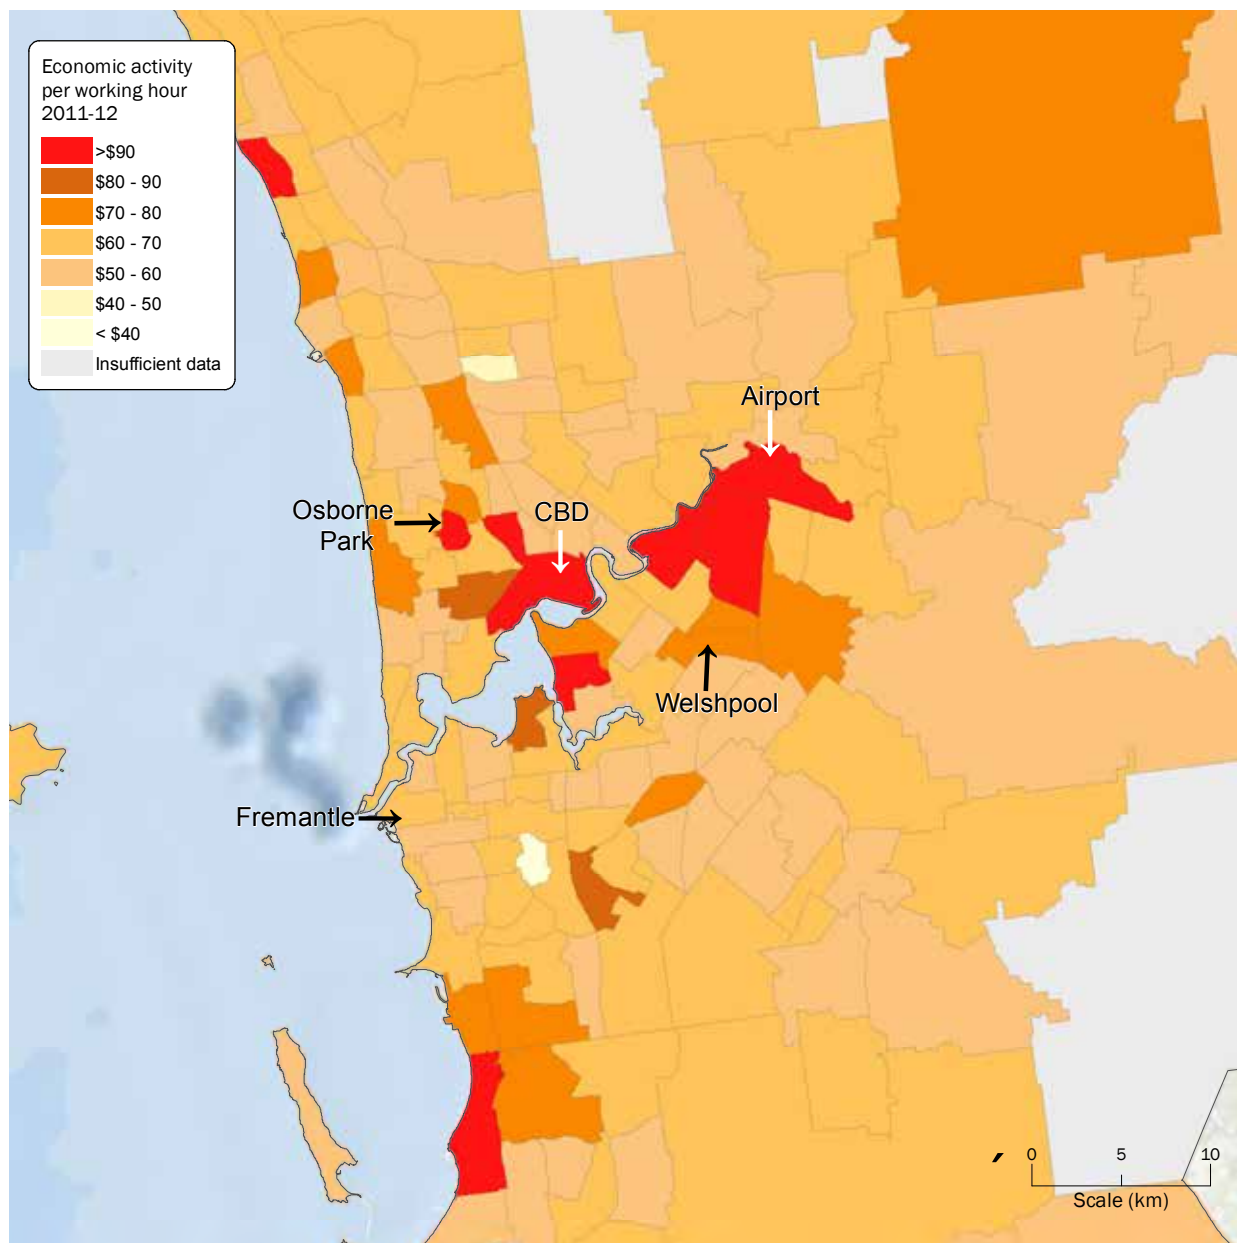 Economic activity
per working hour
2011-12
>$90
$80 - 90
$70 - 80
$60 - 70
$50 - 60
$40 - 50
< $40
Insufficient data
Airport
Osborne
Park
CBD
Welshpool
Fremantle
0 5 10
Scale (km)